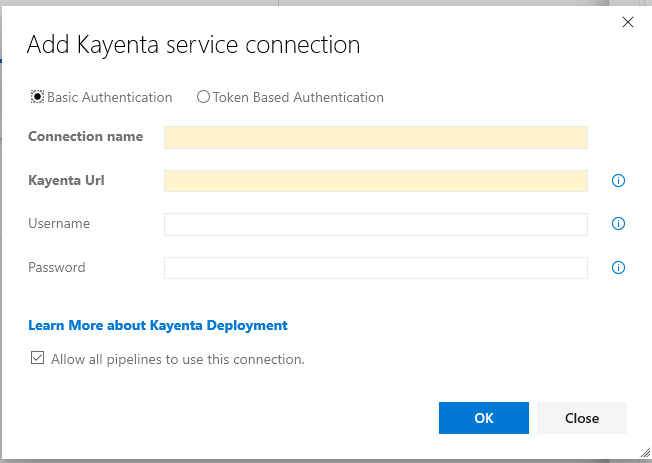 Add Kayenta service connection
Basic Authentication Token Based Authentication
Connection name
Kayenta Url
Username
Password
Learn More about Kayenta Deployment
Allow all pipelines to use this connection.
OK Close